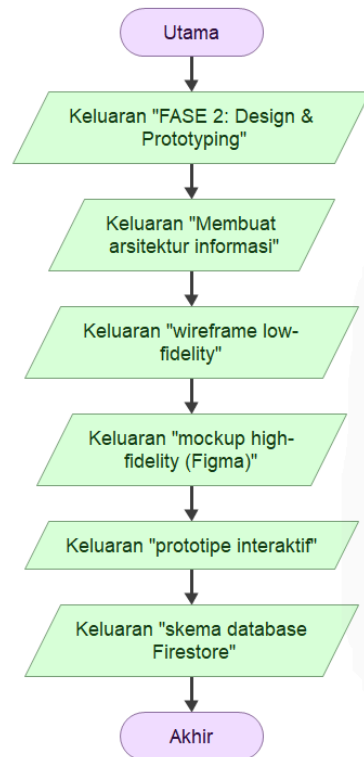 Utama
Keluaran "FASE 2: Design &
Prototyping"
Keluaran "Membuat
arsitektur informasi"
Keluaran "wireframe low-
fidelity"
Keluaran "mockup high-
fidelity (Figma)"
Keluaran "prototipe interaktif"
Keluaran "skema database
Firestore"
Akhir